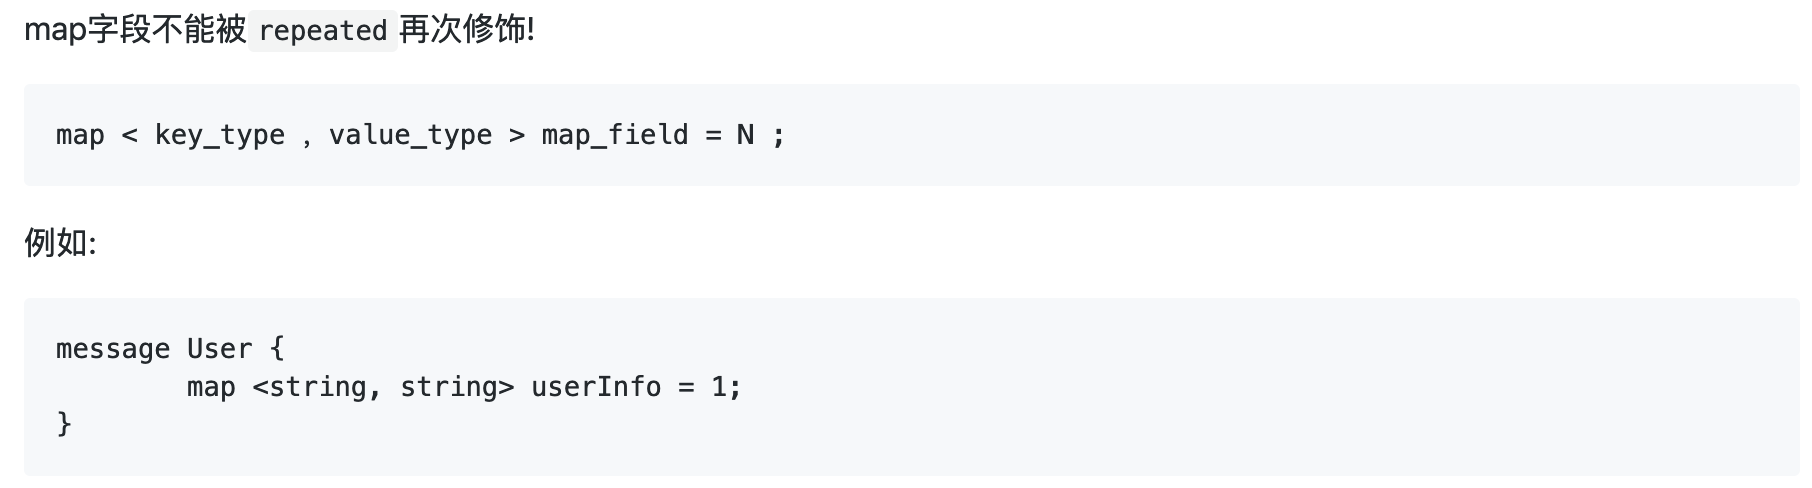 map字段不能被repeated再次修饰!
map < key_type , value_type > map_field = N ;
例如:
message User {
        map <string, string> userInfo = 1;
}